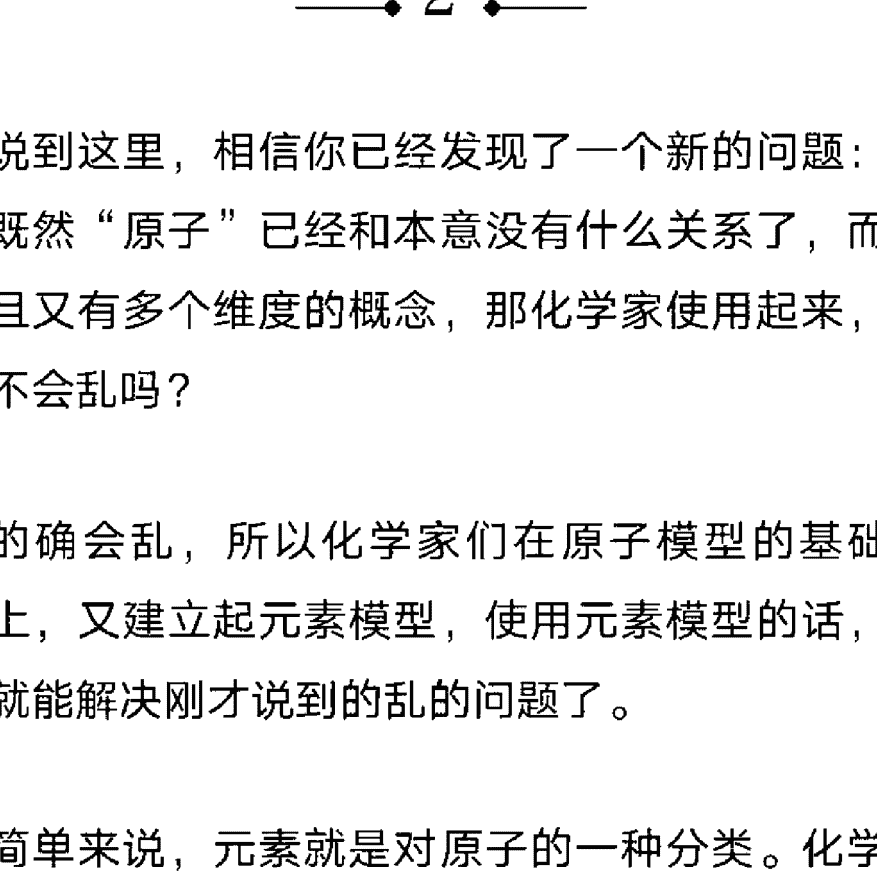 2
说到这里，相信你已经发现了一个新的问题：
既然“原子”已经和本意没有什么关系了，而
且又有多个维度的概念，那化学家使用起来，
不会乱吗？
的确会乱，所以化学家们在原子模型的基础
上，又建立起元素模型，使用元素模型的话，
就能解决刚才说到的乱的问题了。
简单来说，元素就是对原子的一种分类。化学